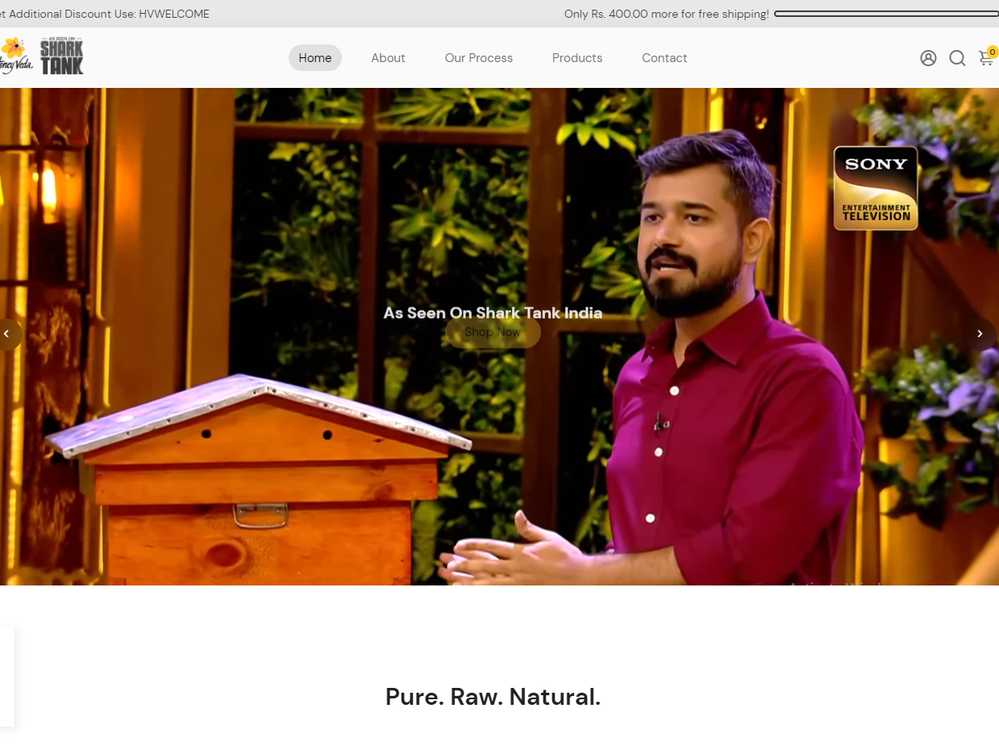 Additional Discount Use: HVWELCOME
Only Rs. 400.00 more for free shipping!
AS SEEN ON
SHARK
TANK
Home
About
Our Process
Products
Contact
0
SONY
ENTERTAINMENT
TELEVISION
As Seen On Shark Tank India
Shop Now
Pure. Raw. Natural.